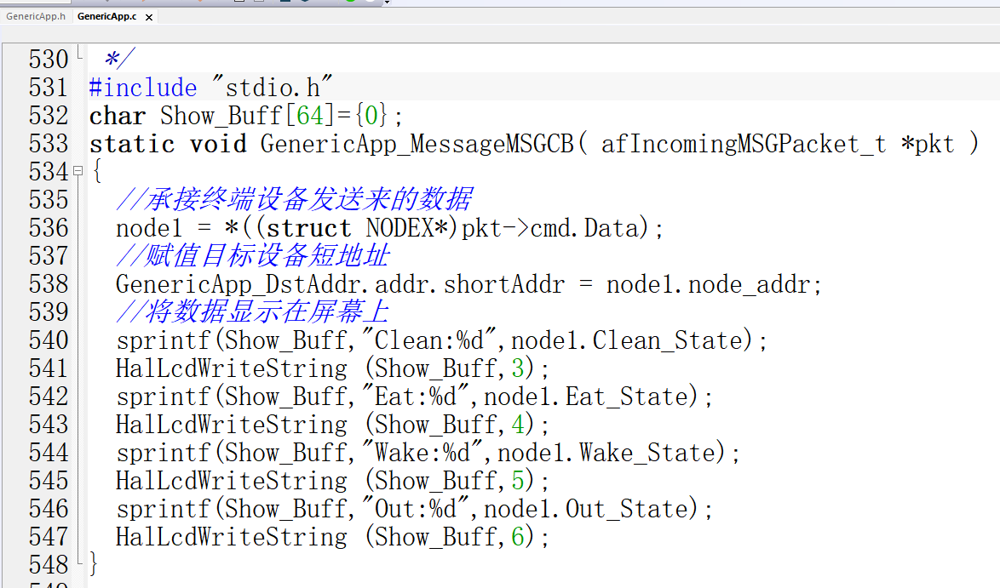 GenericApp.h GenericApp.c
530 */
531 #include "stdio.h"
532 char Show_Buff[64]={0};
533 static void GenericApp_MessageMSGCB( afIncomingMSGPacket_t *pkt )
534 {
535 //承接终端设备发送来的数据
536 node1 = *((struct NODEX*)pkt->cmd.Data);
537 //赋值目标设备短地址
538 GenericApp_DstAddr.addr.shortAddr = node1.node_addr;
539 //将数据显示在屏幕上
540 sprintf(Show_Buff,"Clean:%d",node1.Clean_State);
541 HalLcdWriteString (Show_Buff,3);
542 sprintf(Show_Buff,"Eat:%d",node1.Eat_State);
543 HalLcdWriteString (Show_Buff,4);
544 sprintf(Show_Buff,"Wake:%d",node1.Wake_State);
545 HalLcdWriteString (Show_Buff,5);
546 sprintf(Show_Buff,"Out:%d",node1.Out_State);
547 HalLcdWriteString (Show_Buff,6);
548 }